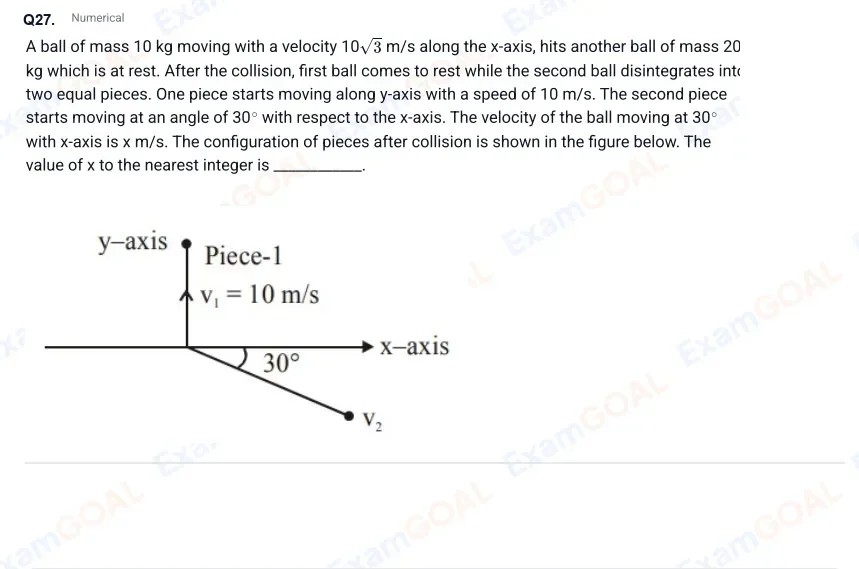 Q27. Numerical
A ball of mass 10 kg moving with a velocity 10√3 m/s along the x-axis, hits another ball of mass 20
kg which is at rest. After the collision, first ball comes to rest while the second ball disintegrates into
two equal pieces. One piece starts moving along y-axis with a speed of 10 m/s. The second piece
starts moving at an angle of 30° with respect to the x-axis. The velocity of the ball moving at 30°
with x-axis is x m/s. The configuration of pieces after collision is shown in the figure below. The
value of x to the nearest integer is ____________.
y–axis
Piece-1
v₁ = 10 m/s
x–axis
30°
v₂
ExamGOAL
ExamGOAL
ExamGOAL
ExamGOAL
ExamGOAL
ExamGOAL